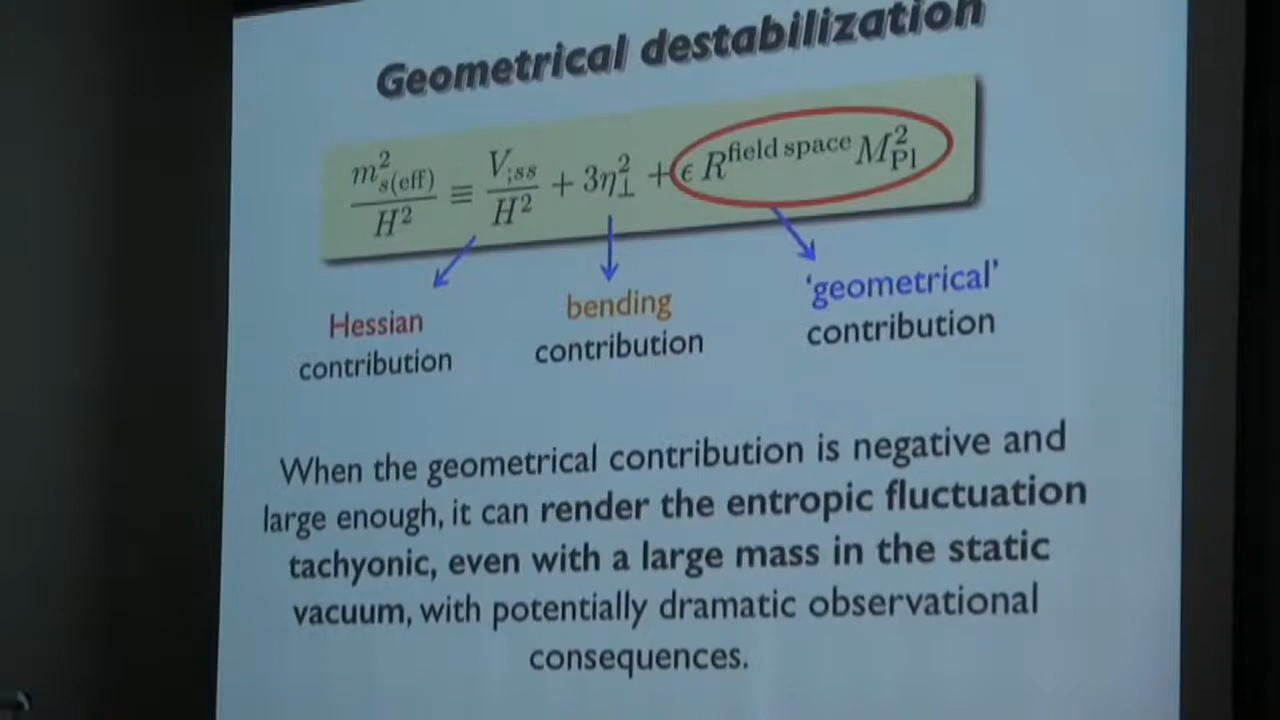 Geometrical destabilization
m²s(eff)/H² ≡ V;ss/H² + 3η⊥² + ϵ R^field space M²Pl
Hessian contribution
bending contribution
'geometrical' contribution
When the geometrical contribution is negative and
large enough, it can render the entropic fluctuation
tachyonic, even with a large mass in the static
vacuum, with potentially dramatic observational
consequences.